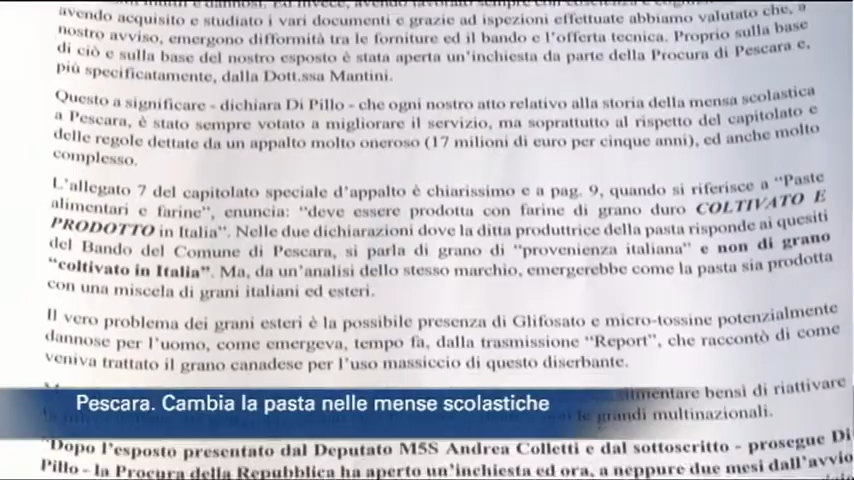 avendo acquisito e studiato i vari documenti e grazie ad ispezioni effettuate abbiamo valutato che, a
nostro avviso, emergono difformità tra le forniture ed il bando e l'offerta tecnica. Proprio sulla base
di ciò e sulla base del nostro esposto è stata aperta un'inchiesta da parte della Procura di Pescara e,
più specificatamente, dalla Dott.ssa Mantini.
Questo a significare - dichiara Di Pillo - che ogni nostro atto relativo alla storia della mensa scolastica
a Pescara, è stato sempre votato a migliorare il servizio, ma soprattutto al rispetto del capitolato e
delle regole dettate da un appalto molto oneroso (17 milioni di euro per cinque anni), ed anche molto
complesso.
L'allegato 7 del capitolato speciale d'appalto è chiarissimo e a pag. 9, quando si riferisce a "Paste
alimentari e farine", enuncia: "deve essere prodotta con farine di grano duro COLTIVATO E
PRODOTTO in Italia". Nelle due dichiarazioni dove la ditta produttrice della pasta risponde ai quesiti
del Bando del Comune di Pescara, si parla di grano di "provenienza italiana" e non di grano
"coltivato in Italia". Ma, da un'analisi dello stesso marchio, emergerebbe come la pasta sia prodotta
con una miscela di grani italiani ed esteri.
Il vero problema dei grani esteri è la possibile presenza di Glifosato e micro-tossine potenzialmente
dannose per l'uomo, come emergeva, tempo fa, dalla trasmissione "Report", che raccontò di come
veniva trattato il grano canadese per l'uso massiccio di questo diserbante.
bensì di riattivare
le grandi multinazionali.
Pescara. Cambia la pasta nelle mense scolastiche
"Dopo l'esposto presentato dal Deputato M5S Andrea Colletti e dal sottoscritto - prosegue Di
Pillo - la Procura della Repubblica ha aperto un'inchiesta ed ora, a neppure due mesi dall'avvio